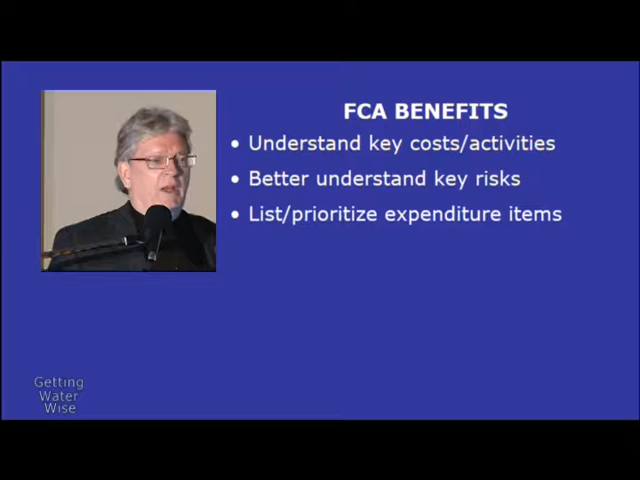 FCA BENEFITS
• Understand key costs/activities
• Better understand key risks
• List/prioritize expenditure items
Getting
Water
Wise